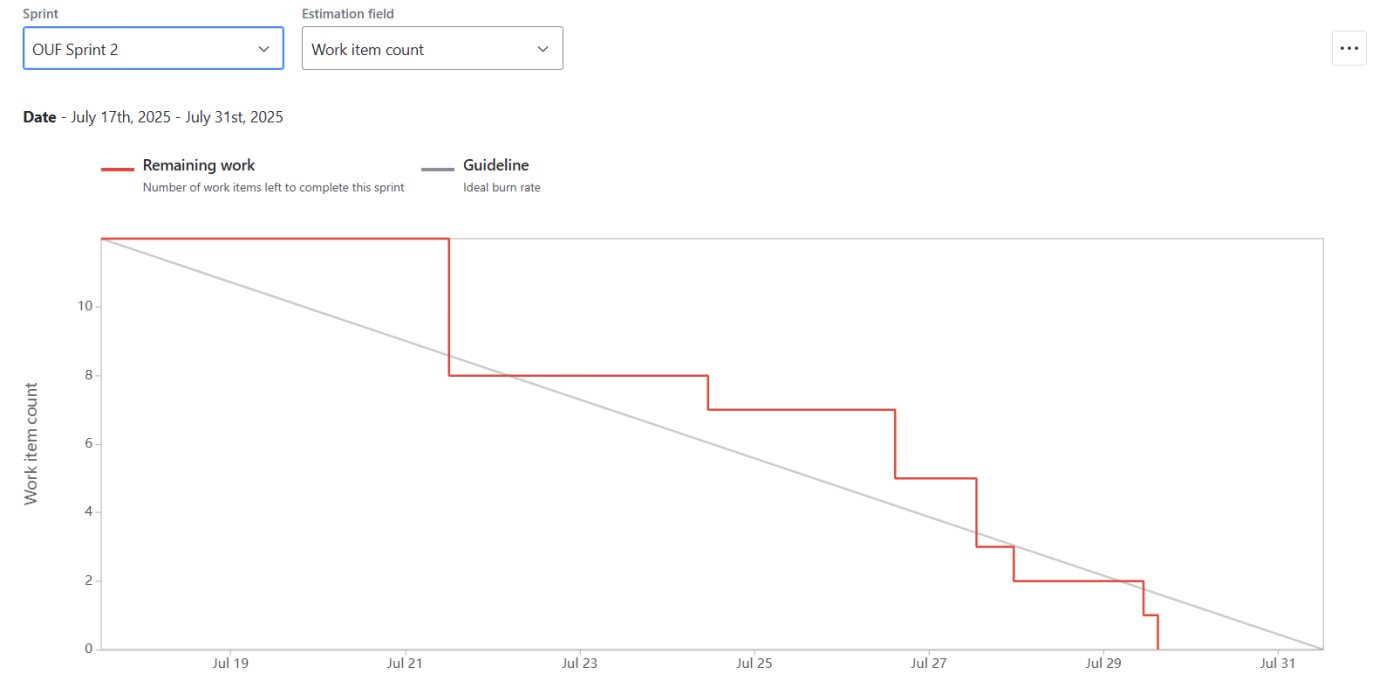 Sprint Estimation field
OUF Sprint 2 Work item count
Date - July 17th, 2025 - July 31st, 2025
Remaining work Guideline
Number of work items left to complete this sprint Ideal burn rate
10
8
6
4
2
0
Work item count
Jul 19 Jul 21 Jul 23 Jul 25 Jul 27 Jul 29 Jul 31